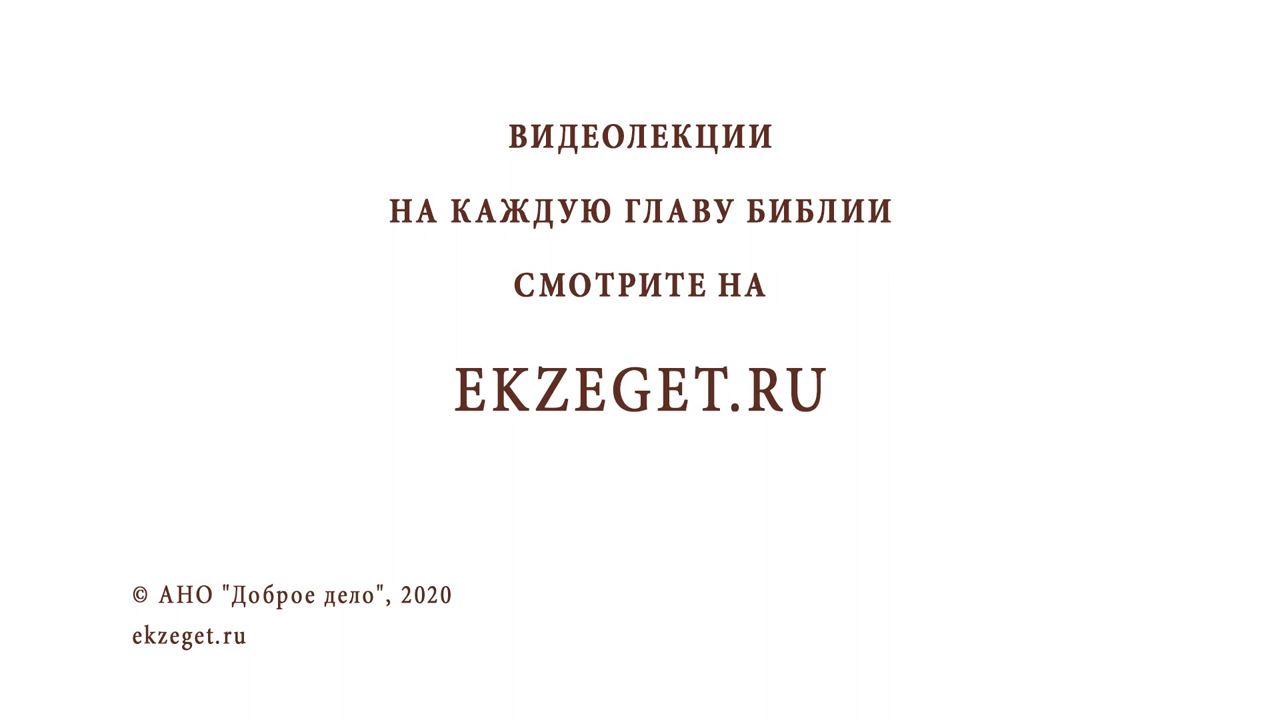 ВИДЕОЛЕКЦИИ
НА КАЖДУЮ ГЛАВУ БИБЛИИ
СМОТРИТЕ НА
EKZEGET.RU
© АНО "Доброе дело", 2020
ekzeget.ru